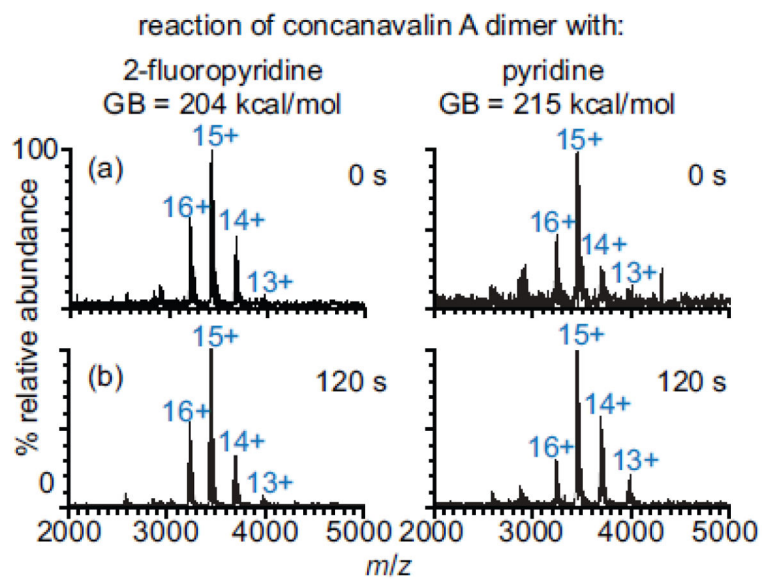 reaction of concanavalin A dimer with:
2-fluoropyridine
GB = 204 kcal/mol
pyridine
GB = 215 kcal/mol
% relative abundance
100
(a)
0 s
16+
15+
14+
13+
0 s
16+
15+
14+
13+
0
(b)
120 s
16+
15+
14+
13+
120 s
16+
15+
14+
13+
2000 3000 4000 5000
2000 3000 4000 5000
m/z